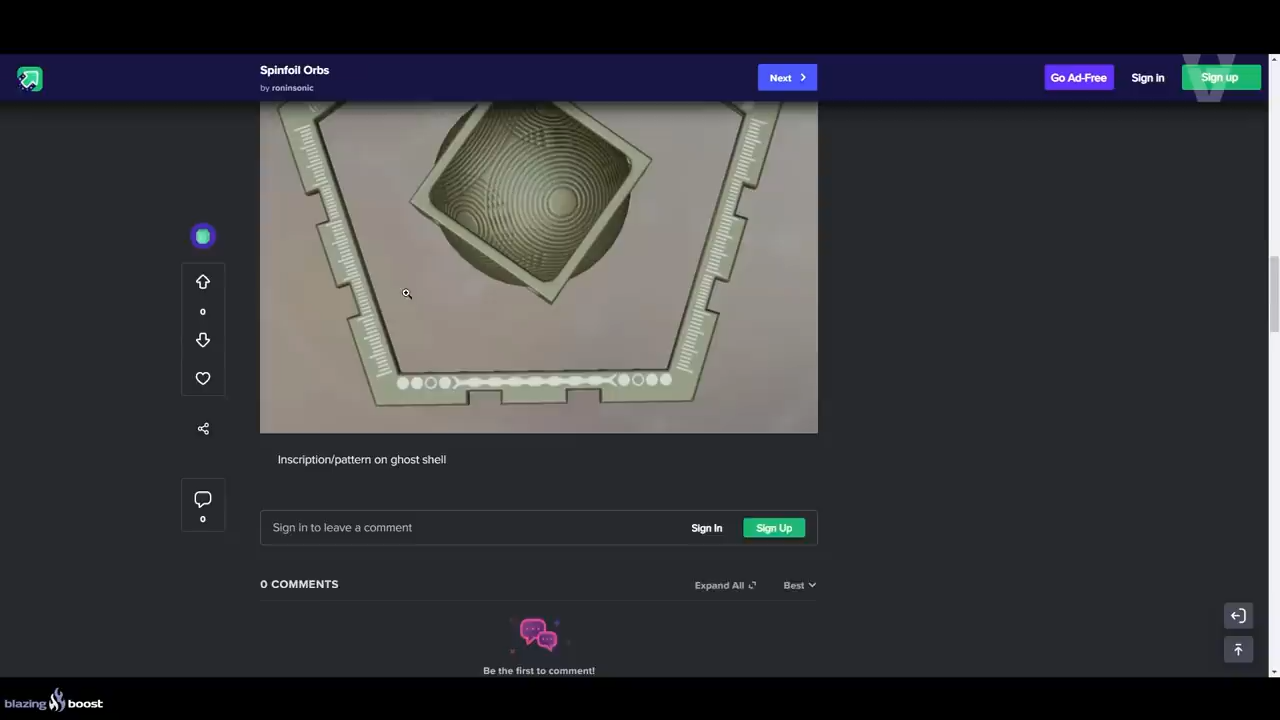 Spinfoil Orbs
by roninsonic
Next
Go Ad-Free
Sign in
Sign up
0
0
Inscription/pattern on ghost shell
Sign in to leave a comment
Sign In
Sign Up
0 COMMENTS
Expand All
Best
Be the first to comment!
blazing boost